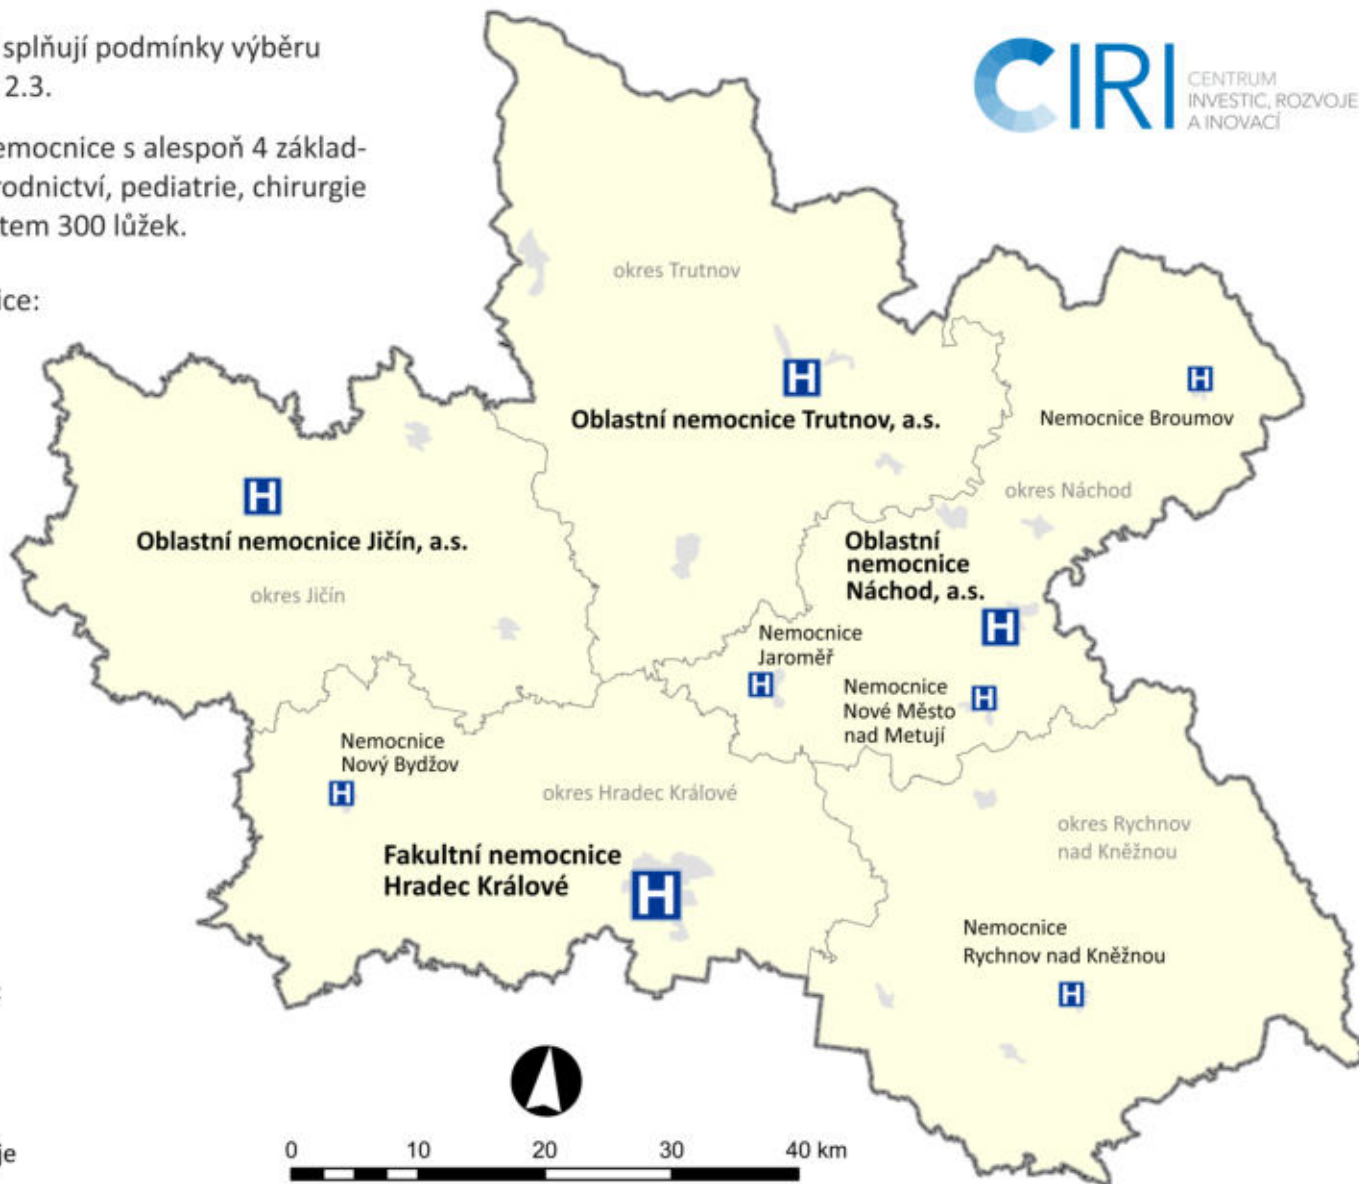 splňují podmínky výběru
2.3.
emocnice s alespoň 4 základ-
rodnictví, pediatrie, chirurgie
tem 300 lůžek.
ice:
CIRI
CENTRUM
INVESTIC, ROZVOJE
A INOVACÍ
okres Trutnov
H
Oblastní nemocnice Trutnov, a.s.
H
Nemocnice Broumov
okres Náchod
H
Oblastní nemocnice Jičín, a.s.
okres Jičín
Oblastní
nemocnice
Náchod, a.s.
H
Nemocnice
Jaroměř
H
Nemocnice
Nové Město
nad Metují
H
Nemocnice
Nový Bydžov
H
okres Hradec Králové
Fakultní nemocnice
Hradec Králové
H
okres Rychnov
nad Kněžnou
Nemocnice
Rychnov nad Kněžnou
H
je
0 10 20 30 40 km